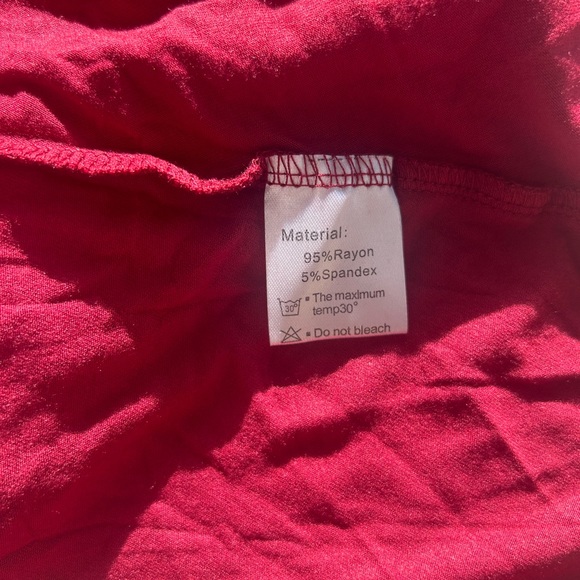 Material:
95%Rayon
5%Spandex
30°
▪ The maximum
temp30°
▪ Do not bleach